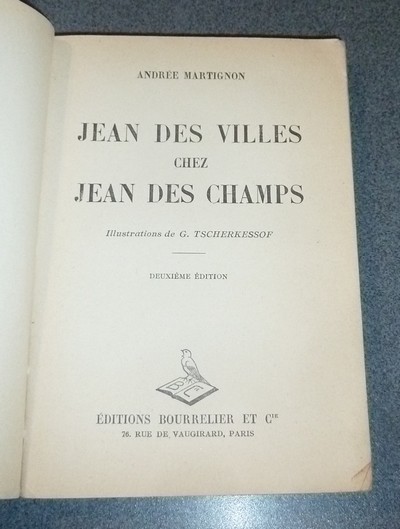 ANDRÉE MARTIGNON
JEAN DES VILLES
CHEZ
JEAN DES CHAMPS
Illustrations de G. TSCHERKESSOF
DEUXIÈME ÉDITION
ÉDITIONS BOURRELIER ET Cⁱᵉ
76, RUE DE VAUGIRARD, PARIS